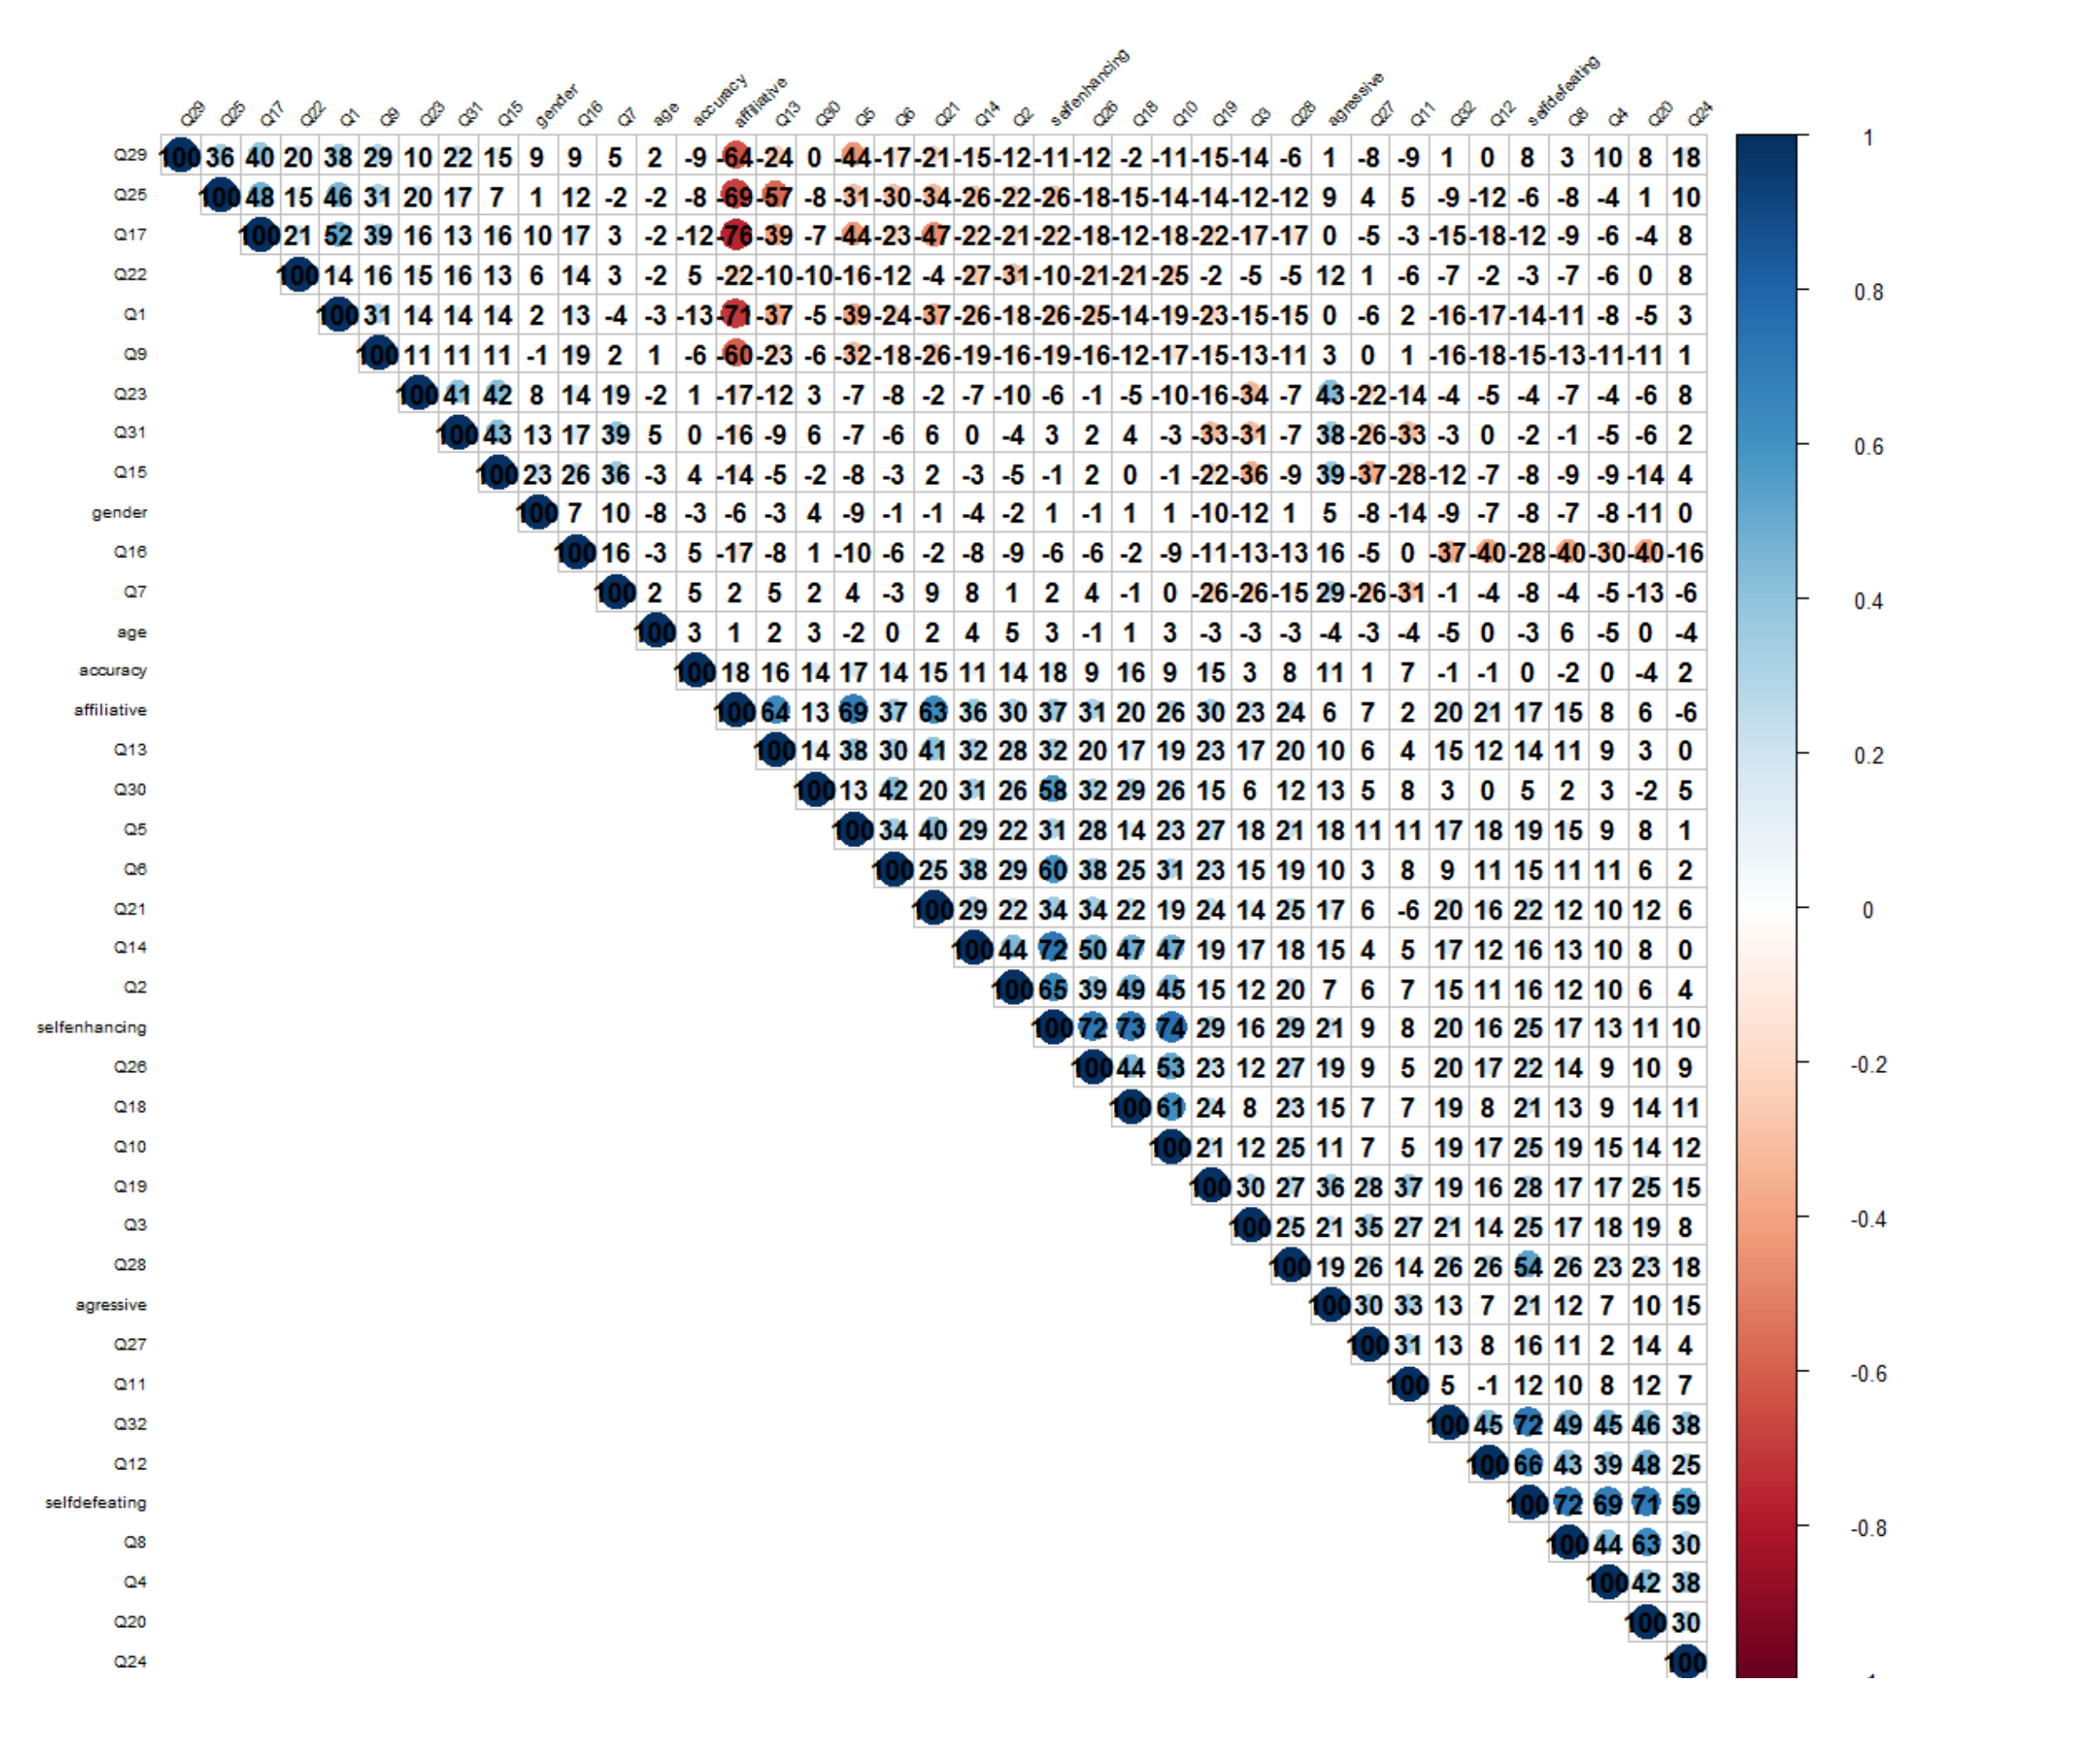 Q29 Q25 Q17 Q22 Q1 Q9 Q23 Q31 Q15 gender Q16 Q7 age accuracy affiliative Q13 Q30 Q5 Q6 Q21 Q14 Q2 selfenhancing Q26 Q18 Q10 Q19 Q3 Q28 agressive Q27 Q11 Q32 Q12 selfdefeating Q8 Q4 Q20 Q24
Q29 100 36 40 20 38 29 10 22 15 9 9 5 2 -9 -64 -24 0 -44 -17 -21 -15 -12 -11 -12 -2 -11 -15 -14 -6 1 -8 -9 1 0 8 3 10 8 18
Q25 100 48 15 46 31 20 17 7 1 12 -2 -2 -8 -69 -57 -8 -31 -30 -34 -26 -22 -26 -18 -15 -14 -14 -12 -12 9 4 5 -9 -12 -6 -8 -4 1 10
Q17 100 21 52 39 16 13 16 10 17 3 -2 -12 -76 -39 -7 -44 -23 -47 -22 -21 -22 -18 -12 -18 -22 -17 -17 0 -5 -3 -15 -18 -12 -9 -6 -4 8
Q22 100 14 16 15 16 13 6 14 3 -2 5 -22 -10 -10 -16 -12 -4 -27 -31 -10 -21 -21 -25 -2 -5 -5 12 1 -6 -7 -2 -3 -7 -6 0 8
Q1 100 31 14 14 14 2 13 -4 -3 -13 -71 -37 -5 -39 -24 -37 -26 -18 -26 -25 -14 -19 -23 -15 -15 0 -6 2 -16 -17 -14 -11 -8 -5 3
Q9 100 11 11 11 -1 19 2 1 -6 -60 -23 -6 -32 -18 -26 -19 -16 -19 -16 -12 -17 -15 -13 -11 3 0 1 -16 -18 -15 -13 -11 -11 1
Q23 100 41 42 8 14 19 -2 1 -17 -12 3 -7 -8 -2 -7 -10 -6 -1 -5 -10 -16 -34 -7 43 -22 -14 -4 -5 -4 -7 -4 -6 8
Q31 100 43 13 17 39 5 0 -16 -9 6 -7 -6 6 0 -4 3 2 4 -3 -33 -31 -7 38 -26 -33 -3 0 -2 -1 -5 -6 2
Q15 100 23 26 36 -3 4 -14 -5 -2 -8 -3 2 -3 -5 -1 2 0 -1 -22 -36 -9 39 -37 -28 -12 -7 -8 -9 -9 -14 4
gender 100 7 10 -8 -3 -6 -3 4 -9 -1 -1 -4 -2 1 -1 1 1 -10 -12 1 5 -8 -14 -9 -7 -8 -7 -8 -11 0
Q16 100 16 -3 5 -17 -8 1 -10 -6 -2 -8 -9 -6 -6 -2 -9 -11 -13 -13 16 -5 0 -37 -40 -28 -40 -30 -40 -16
Q7 100 2 5 2 5 2 4 -3 9 8 1 2 4 -1 0 -26 -26 -15 29 -26 -31 -1 -4 -8 -4 -5 -13 -6
age 100 3 1 2 3 -2 0 2 4 5 3 -1 1 3 -3 -3 -3 -4 -3 -4 -5 0 -3 6 -5 0 -4
accuracy 100 18 16 14 17 14 15 11 14 18 9 16 9 15 3 8 11 1 7 -1 -1 0 -2 0 -4 2
affiliative 100 64 13 69 37 63 36 30 37 31 20 26 30 23 24 6 7 2 20 21 17 15 8 6 -6
Q13 100 14 38 30 41 32 28 32 20 17 19 23 17 20 10 6 4 15 12 14 11 9 3 0
Q30 100 13 42 20 31 26 58 32 29 26 15 6 12 13 5 8 3 0 5 2 3 -2 5
Q5 100 34 40 29 22 31 28 14 23 27 18 21 18 11 11 17 18 19 15 9 8 1
Q6 100 25 38 29 60 38 25 31 23 15 19 10 3 8 9 11 15 11 11 6 2
Q21 100 29 22 34 34 22 19 24 14 25 17 6 -6 20 16 22 12 10 12 6
Q14 100 44 72 50 47 47 19 17 18 15 4 5 17 12 16 13 10 8 0
Q2 100 65 39 49 45 15 12 20 7 6 7 15 11 16 12 10 6 4
selfenhancing 100 72 73 74 29 16 29 21 9 8 20 16 25 17 13 11 10
Q26 100 44 53 23 12 27 19 9 5 20 17 22 14 9 10 9
Q18 100 61 24 8 23 15 7 7 19 8 21 13 9 14 11
Q10 100 21 12 25 11 7 5 19 17 25 19 15 14 12
Q19 100 30 27 36 28 37 19 16 28 17 17 25 15
Q3 100 25 21 35 27 21 14 25 17 18 19 8
Q28 100 19 26 14 26 26 54 26 23 23 18
agressive 100 30 33 13 7 21 12 7 10 15
Q27 100 31 13 8 16 11 2 14 4
Q11 100 5 -1 12 10 8 12 7
Q32 100 45 72 49 45 46 38
Q12 100 66 43 39 48 25
selfdefeating 100 72 69 71 59
Q8 100 44 63 30
Q4 100 42 38
Q20 100 30
Q24 100
1
0.8
0.6
0.4
0.2
0
-0.2
-0.4
-0.6
-0.8